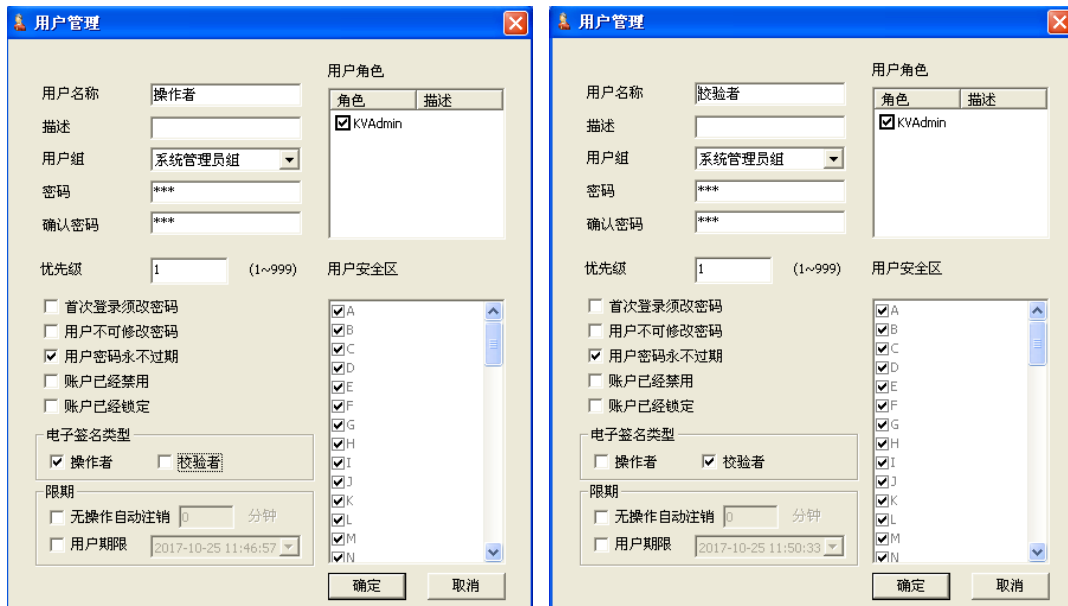 用户管理
用户角色
用户名称 操作者
角色 描述
描述
KVAdmin
用户组 系统管理员组
密码 ***
确认密码 ***
优先级 1 (1~999) 用户安全区
首次登录须改密码
用户不可修改密码
用户密码永不过期
账户已经禁用
账户已经锁定
A
B
C
D
E
F
G
H
I
J
K
L
M
N
电子签名类型
操作者 校验者
限期
无操作自动注销 0 分钟
用户期限 2017-10-25 11:46:57
确定 取消
用户管理
用户角色
用户名称 校验者
角色 描述
描述
KVAdmin
用户组 系统管理员组
密码 ***
确认密码 ***
优先级 1 (1~999) 用户安全区
首次登录须改密码
用户不可修改密码
用户密码永不过期
账户已经禁用
账户已经锁定
A
B
C
D
E
F
G
H
I
J
K
L
M
N
电子签名类型
操作者 校验者
限期
无操作自动注销 0 分钟
用户期限 2017-10-25 11:50:33
确定 取消